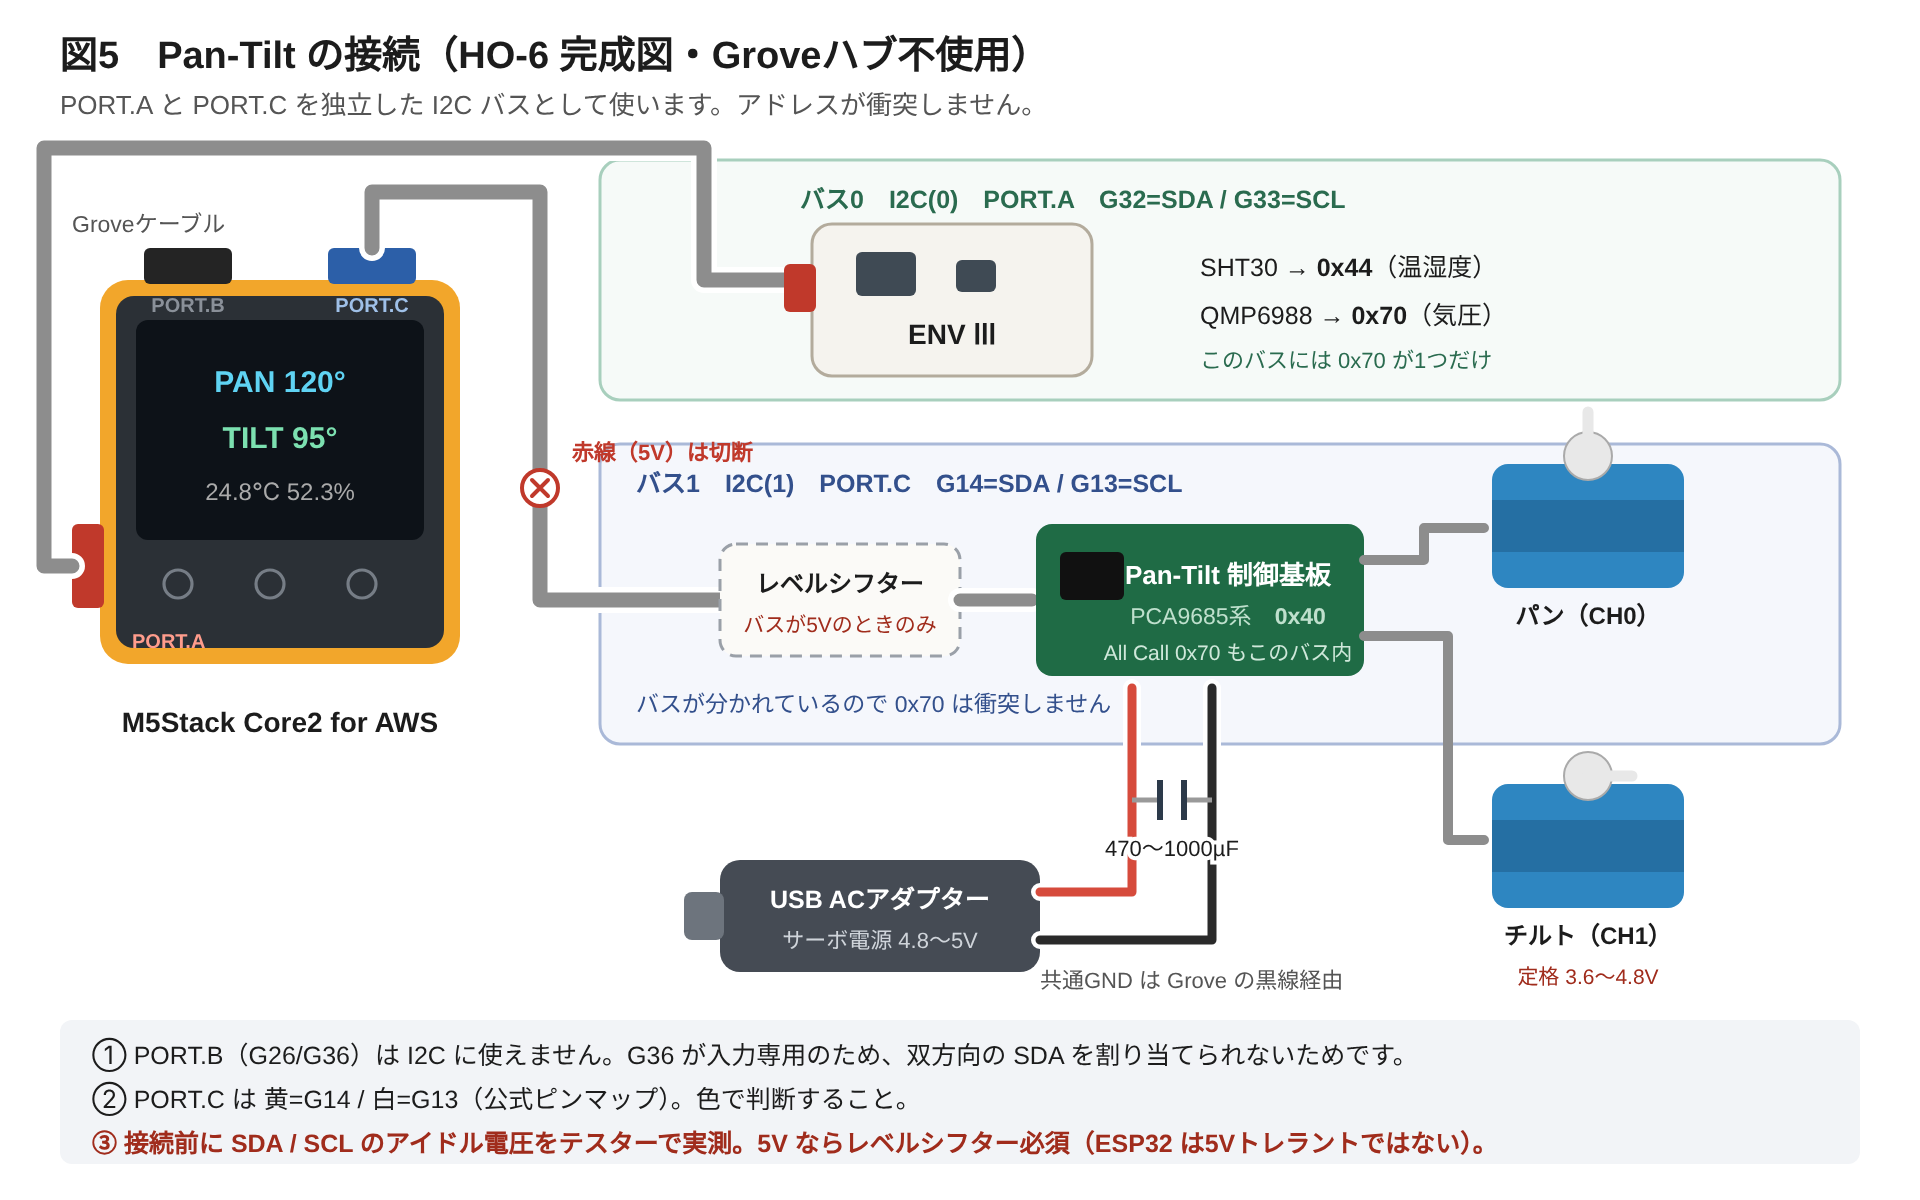 図5　Pan-Tilt の接続（HO-6 完成図・Groveハブ不使用）
PORT.A と PORT.C を独立した I2C バスとして使います。アドレスが衝突しません。
Groveケーブル
PORT.B
PORT.C
PAN 120°
TILT 95°
24.8℃ 52.3%
PORT.A
M5Stack Core2 for AWS
バス0　I2C(0)　PORT.A　G32=SDA / G33=SCL
ENV Ⅲ
SHT30 → 0x44（温湿度）
QMP6988 → 0x70（気圧）
このバスには 0x70 が1つだけ
赤線（5V）は切断
バス1　I2C(1)　PORT.C　G14=SDA / G13=SCL
レベルシフター
バスが5Vのときのみ
Pan-Tilt 制御基板
PCA9685系　0x40
All Call 0x70 もこのバス内
バスが分かれているので 0x70 は衝突しません
パン（CH0）
470〜1000µF
USB ACアダプター
サーボ電源 4.8〜5V
共通GND は Grove の黒線経由
チルト（CH1）
定格 3.6〜4.8V
① PORT.B（G26/G36）は I2C に使えません。G36 が入力専用のため、双方向の SDA を割り当てられないためです。
② PORT.C は 黄=G14 / 白=G13（公式ピンマップ）。色で判断すること。
③ 接続前に SDA / SCL のアイドル電圧をテスターで実測。5V ならレベルシフター必須（ESP32 は5Vトレラントではない）。